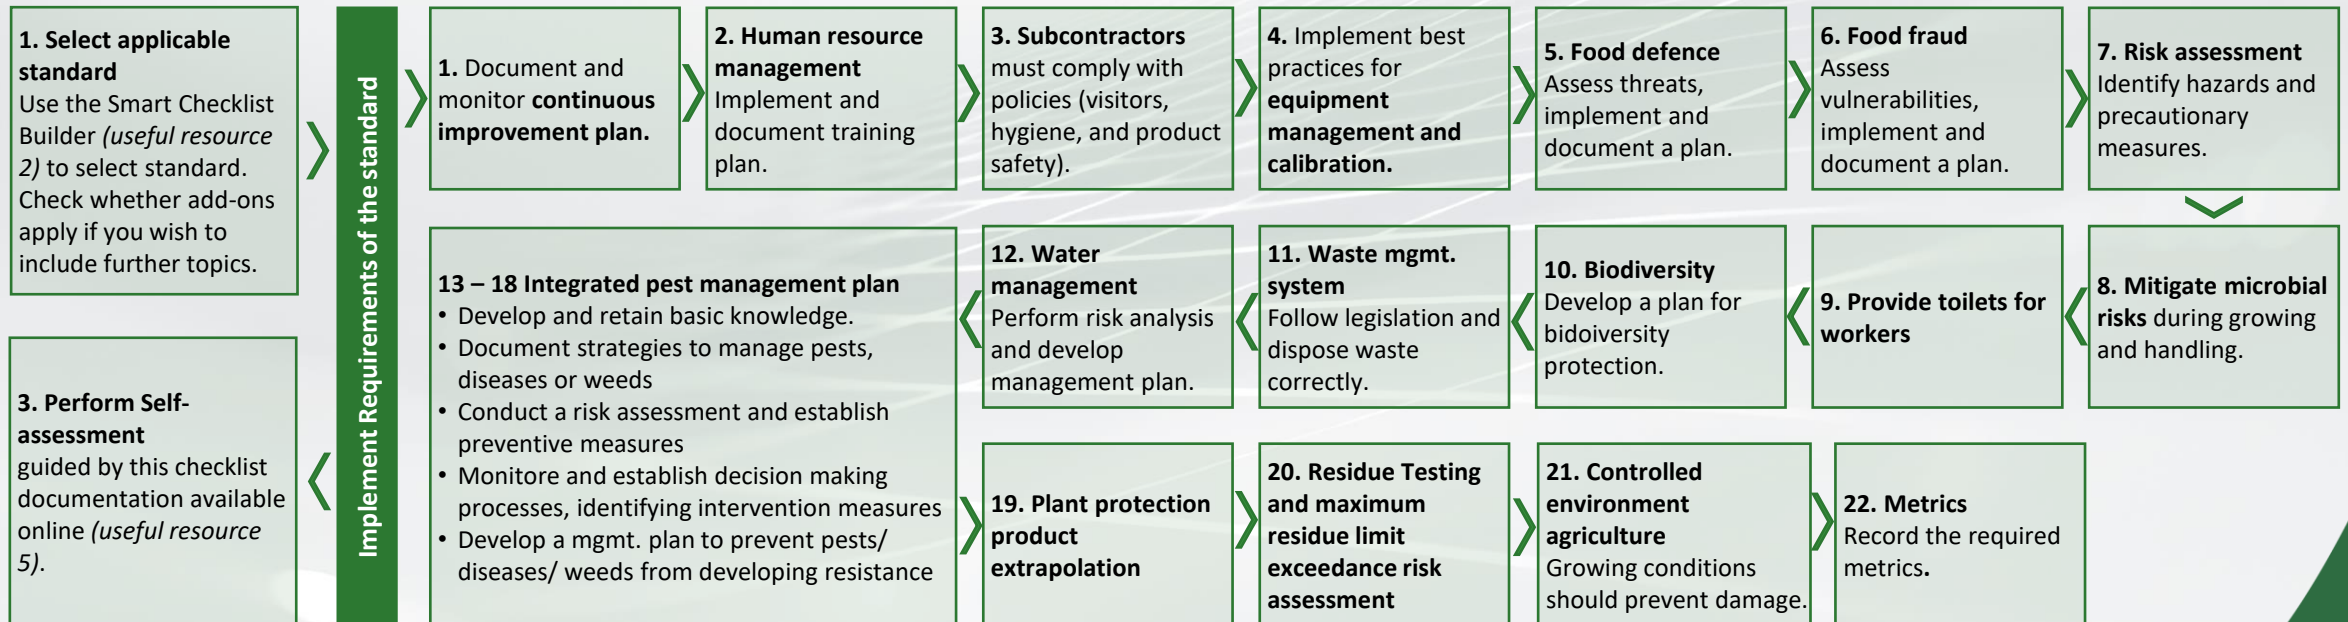 1. Select applicable
standard
Use the Smart Checklist
Builder (useful resource
2) to select standard.
Check whether add-ons
apply if you wish to
include further topics.
Implement Requirements of the standard
1. Document and
monitor continuous
improvement plan.
2. Human resource
management
Implement and
document training
plan.
3. Subcontractors
must comply with
policies (visitors,
hygiene, and product
safety).
4. Implement best
practices for
equipment
management and
calibration.
5. Food defence
Assess threats,
implement and
document a plan.
6. Food fraud
Assess
vulnerabilities,
implement and
document a plan.
7. Risk assessment
Identify hazards and
precautionary
measures.
8. Mitigate microbial
risks during growing
and handling.
9. Provide toilets for
workers
10. Biodiversity
Develop a plan for
bidoiversity
protection.
11. Waste mgmt.
system
Follow legislation and
dispose waste
correctly.
12. Water
management
Perform risk analysis
and develop
management plan.
13 – 18 Integrated pest management plan
• Develop and retain basic knowledge.
• Document strategies to manage pests,
diseases or weeds
• Conduct a risk assessment and establish
preventive measures
• Monitore and establish decision making
processes, identifying intervention measures
• Develop a mgmt. plan to prevent pests/
diseases/ weeds from developing resistance
19. Plant protection
product
extrapolation
20. Residue Testing
and maximum
residue limit
exceedance risk
assessment
21. Controlled
environment
agriculture
Growing conditions
should prevent damage.
22. Metrics
Record the required
metrics.
3. Perform Self-
assessment
guided by this checklist
documentation available
online (useful resource
5).